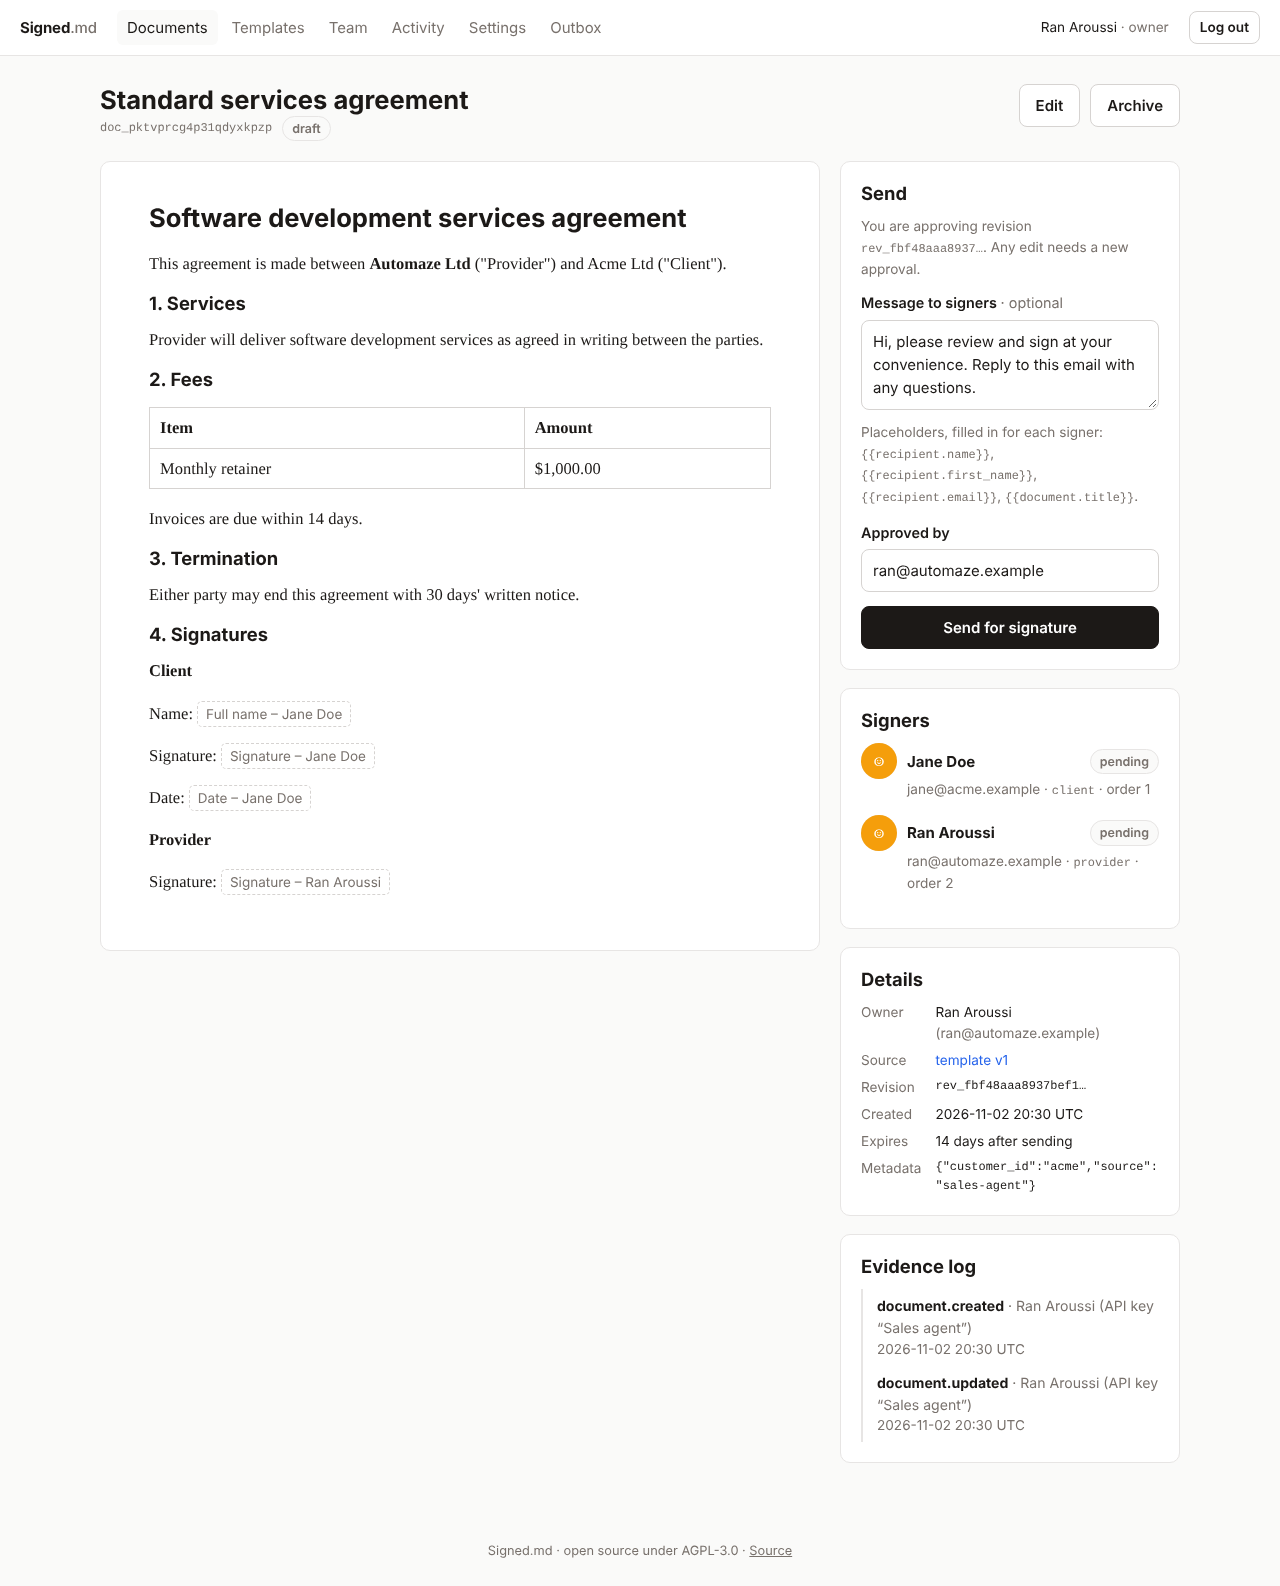 Signed.md
Documents
Templates
Team
Activity
Settings
Outbox
Ran Aroussi · owner
Log out
Standard services agreement
doc_pktvprcg4p31qdyxkpzp
draft
Edit
Archive
Software development services agreement
This agreement is made between Automaze Ltd ("Provider") and Acme Ltd ("Client").
1. Services
Provider will deliver software development services as agreed in writing between the parties.
2. Fees
Item
Amount
Monthly retainer
$1,000.00
Invoices are due within 14 days.
3. Termination
Either party may end this agreement with 30 days' written notice.
4. Signatures
Client
Name: Full name – Jane Doe
Signature: Signature – Jane Doe
Date: Date – Jane Doe
Provider
Signature: Signature – Ran Aroussi
Send
You are approving revision
rev_fbf48aaa8937…. Any edit needs a new
approval.
Message to signers · optional
Hi, please review and sign at your
convenience. Reply to this email with
any questions.
Placeholders, filled in for each signer:
{{recipient.name}},
{{recipient.first_name}},
{{recipient.email}}, {{document.title}}.
Approved by
ran@automaze.example
Send for signature
Signers
Jane Doe
pending
jane@acme.example · client · order 1
Ran Aroussi
pending
ran@automaze.example · provider ·
order 2
Details
Owner
Ran Aroussi
(ran@automaze.example)
Source
template v1
Revision
rev_fbf48aaa8937bef1…
Created
2026-11-02 20:30 UTC
Expires
14 days after sending
Metadata
{"customer_id":"acme","source":
"sales-agent"}
Evidence log
document.created · Ran Aroussi (API key
“Sales agent”)
2026-11-02 20:30 UTC
document.updated · Ran Aroussi (API key
“Sales agent”)
2026-11-02 20:30 UTC
Signed.md · open source under AGPL-3.0 · Source